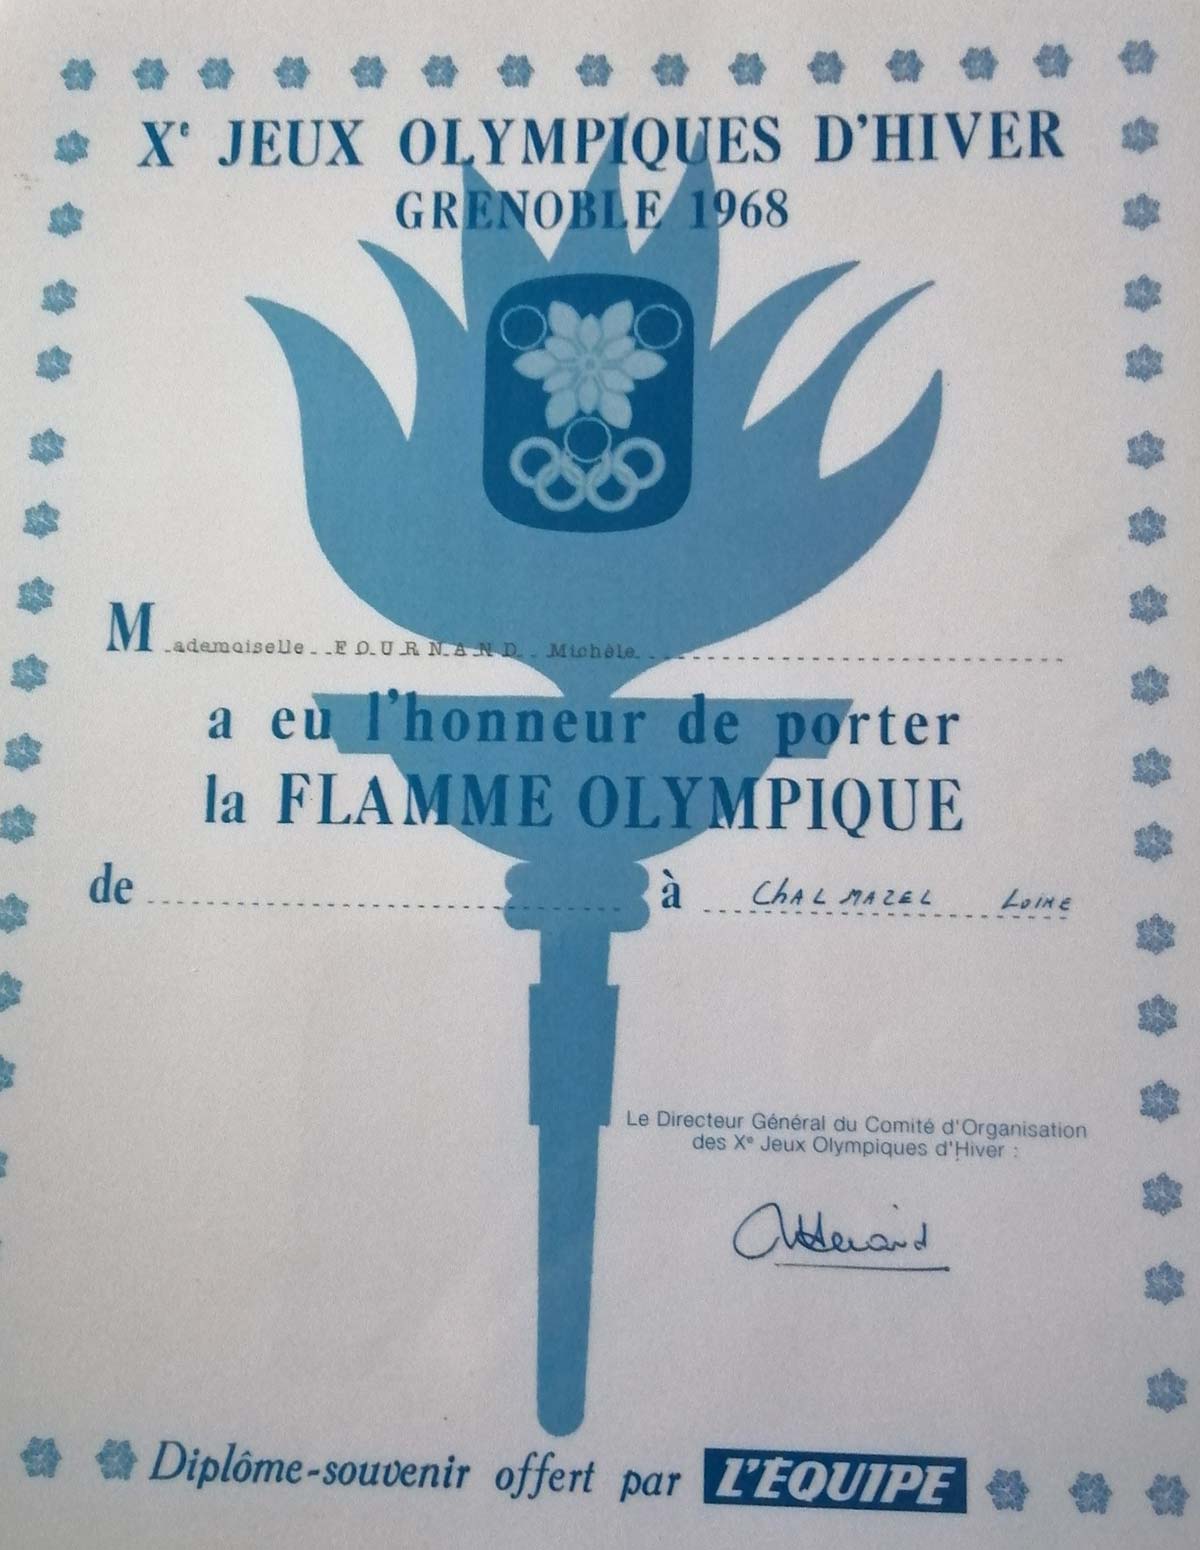 Xe JEUX OLYMPIQUES D'HIVER
GRENOBLE 1968
Mademoiselle FOURNAND Michèle
a eu l'honneur de porter
la FLAMME OLYMPIQUE
de à ChALMAZEL LOIRE
Le Directeur Général du Comité d'Organisation
des Xe Jeux Olympiques d'Hiver :
Diplôme-souvenir offert par L'ÉQUIPE